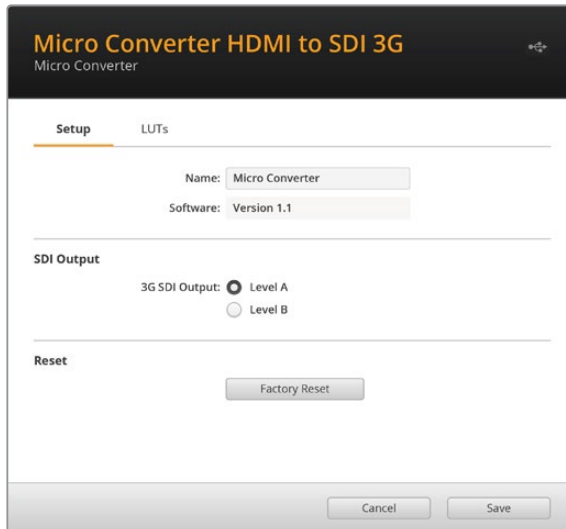 Micro Converter HDMI to SDI 3G
Micro Converter
Setup LUTs
Name: Micro Converter
Software: Version 1.1
SDI Output
3G SDI Output: Level A
Level B
Reset
Factory Reset
Cancel Save